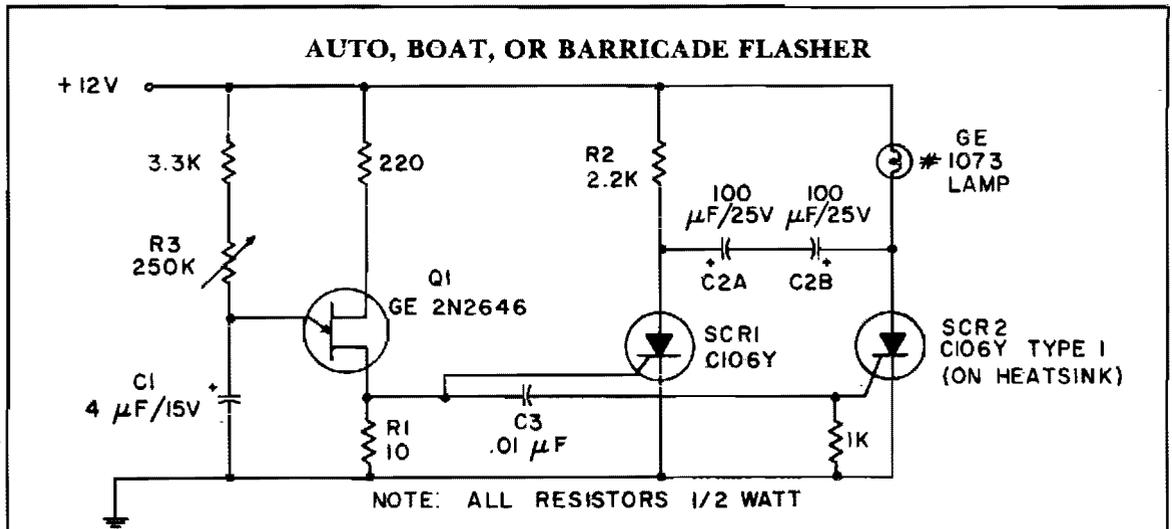 AUTO, BOAT, OR BARRICADE FLASHER
+12V
3.3K
220
R2
2.2K
GE
# 1073
LAMP
100
µF/25V
100
µF/25V
R3
250K
C2A
C2B
Q1
GE 2N2646
SCR1
C106Y
SCR2
C106Y TYPE 1
(ON HEATSINK)
C1
4 µF/15V
+
+
+
R1
10
C3
.01 µF
1K
NOTE: ALL RESISTORS 1/2 WATT